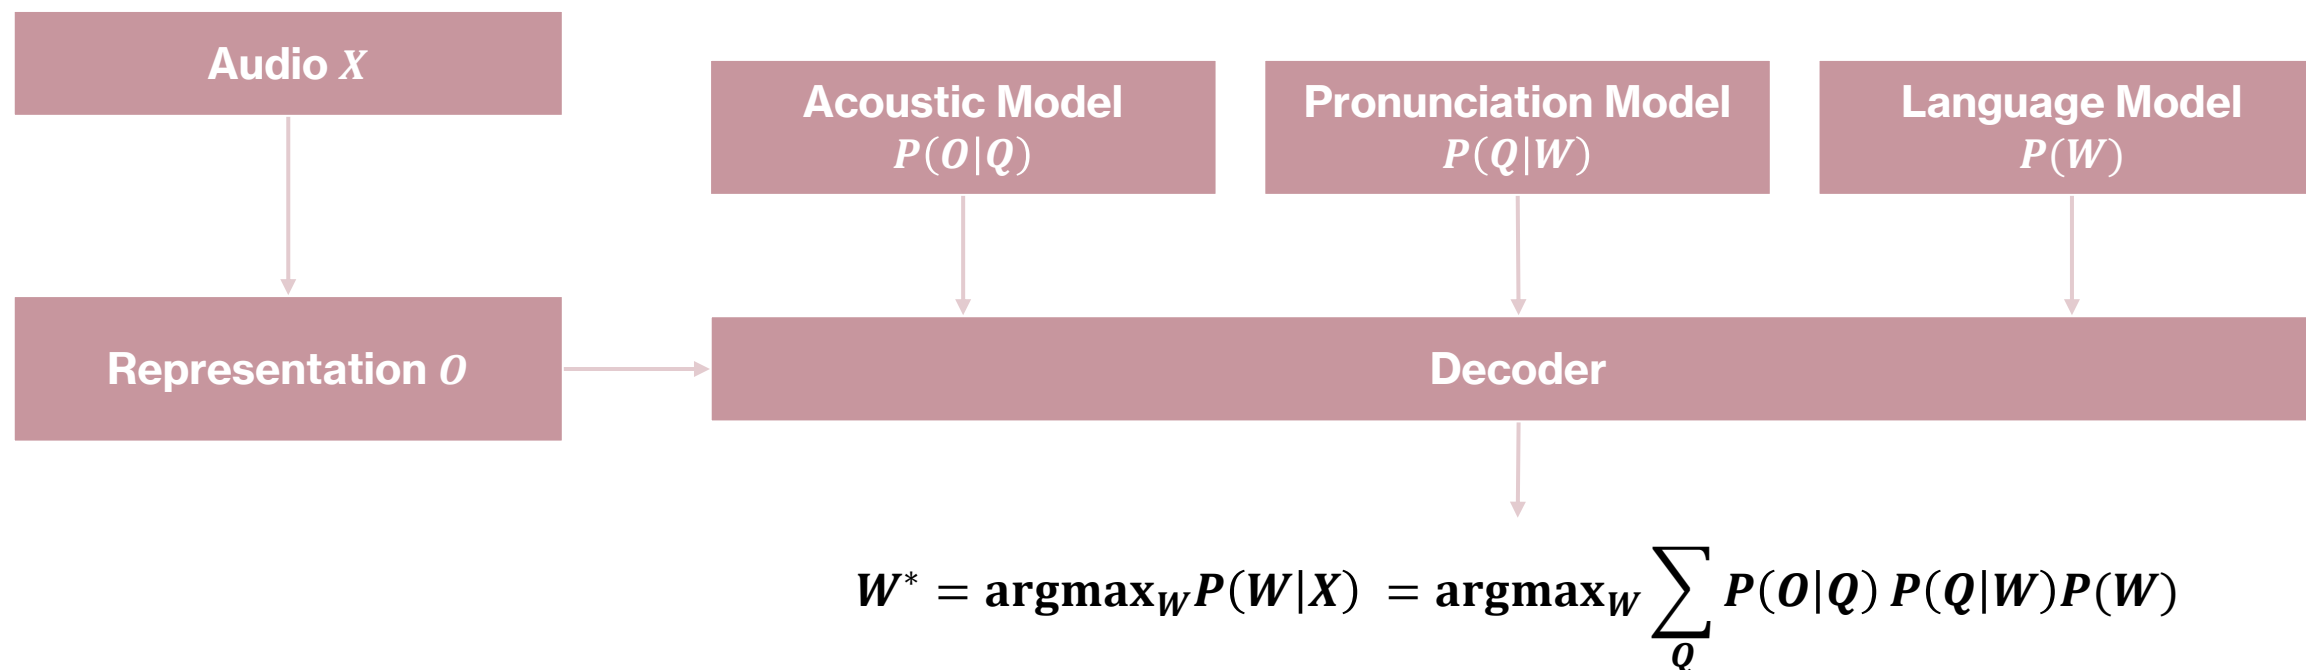 Audio X
Acoustic Model
P(O|Q)
Pronunciation Model
P(Q|W)
Language Model
P(W)
Representation O
Decoder
W* = argmax_W P(W|X) = argmax_W ∑_Q P(O|Q) P(Q|W)P(W)